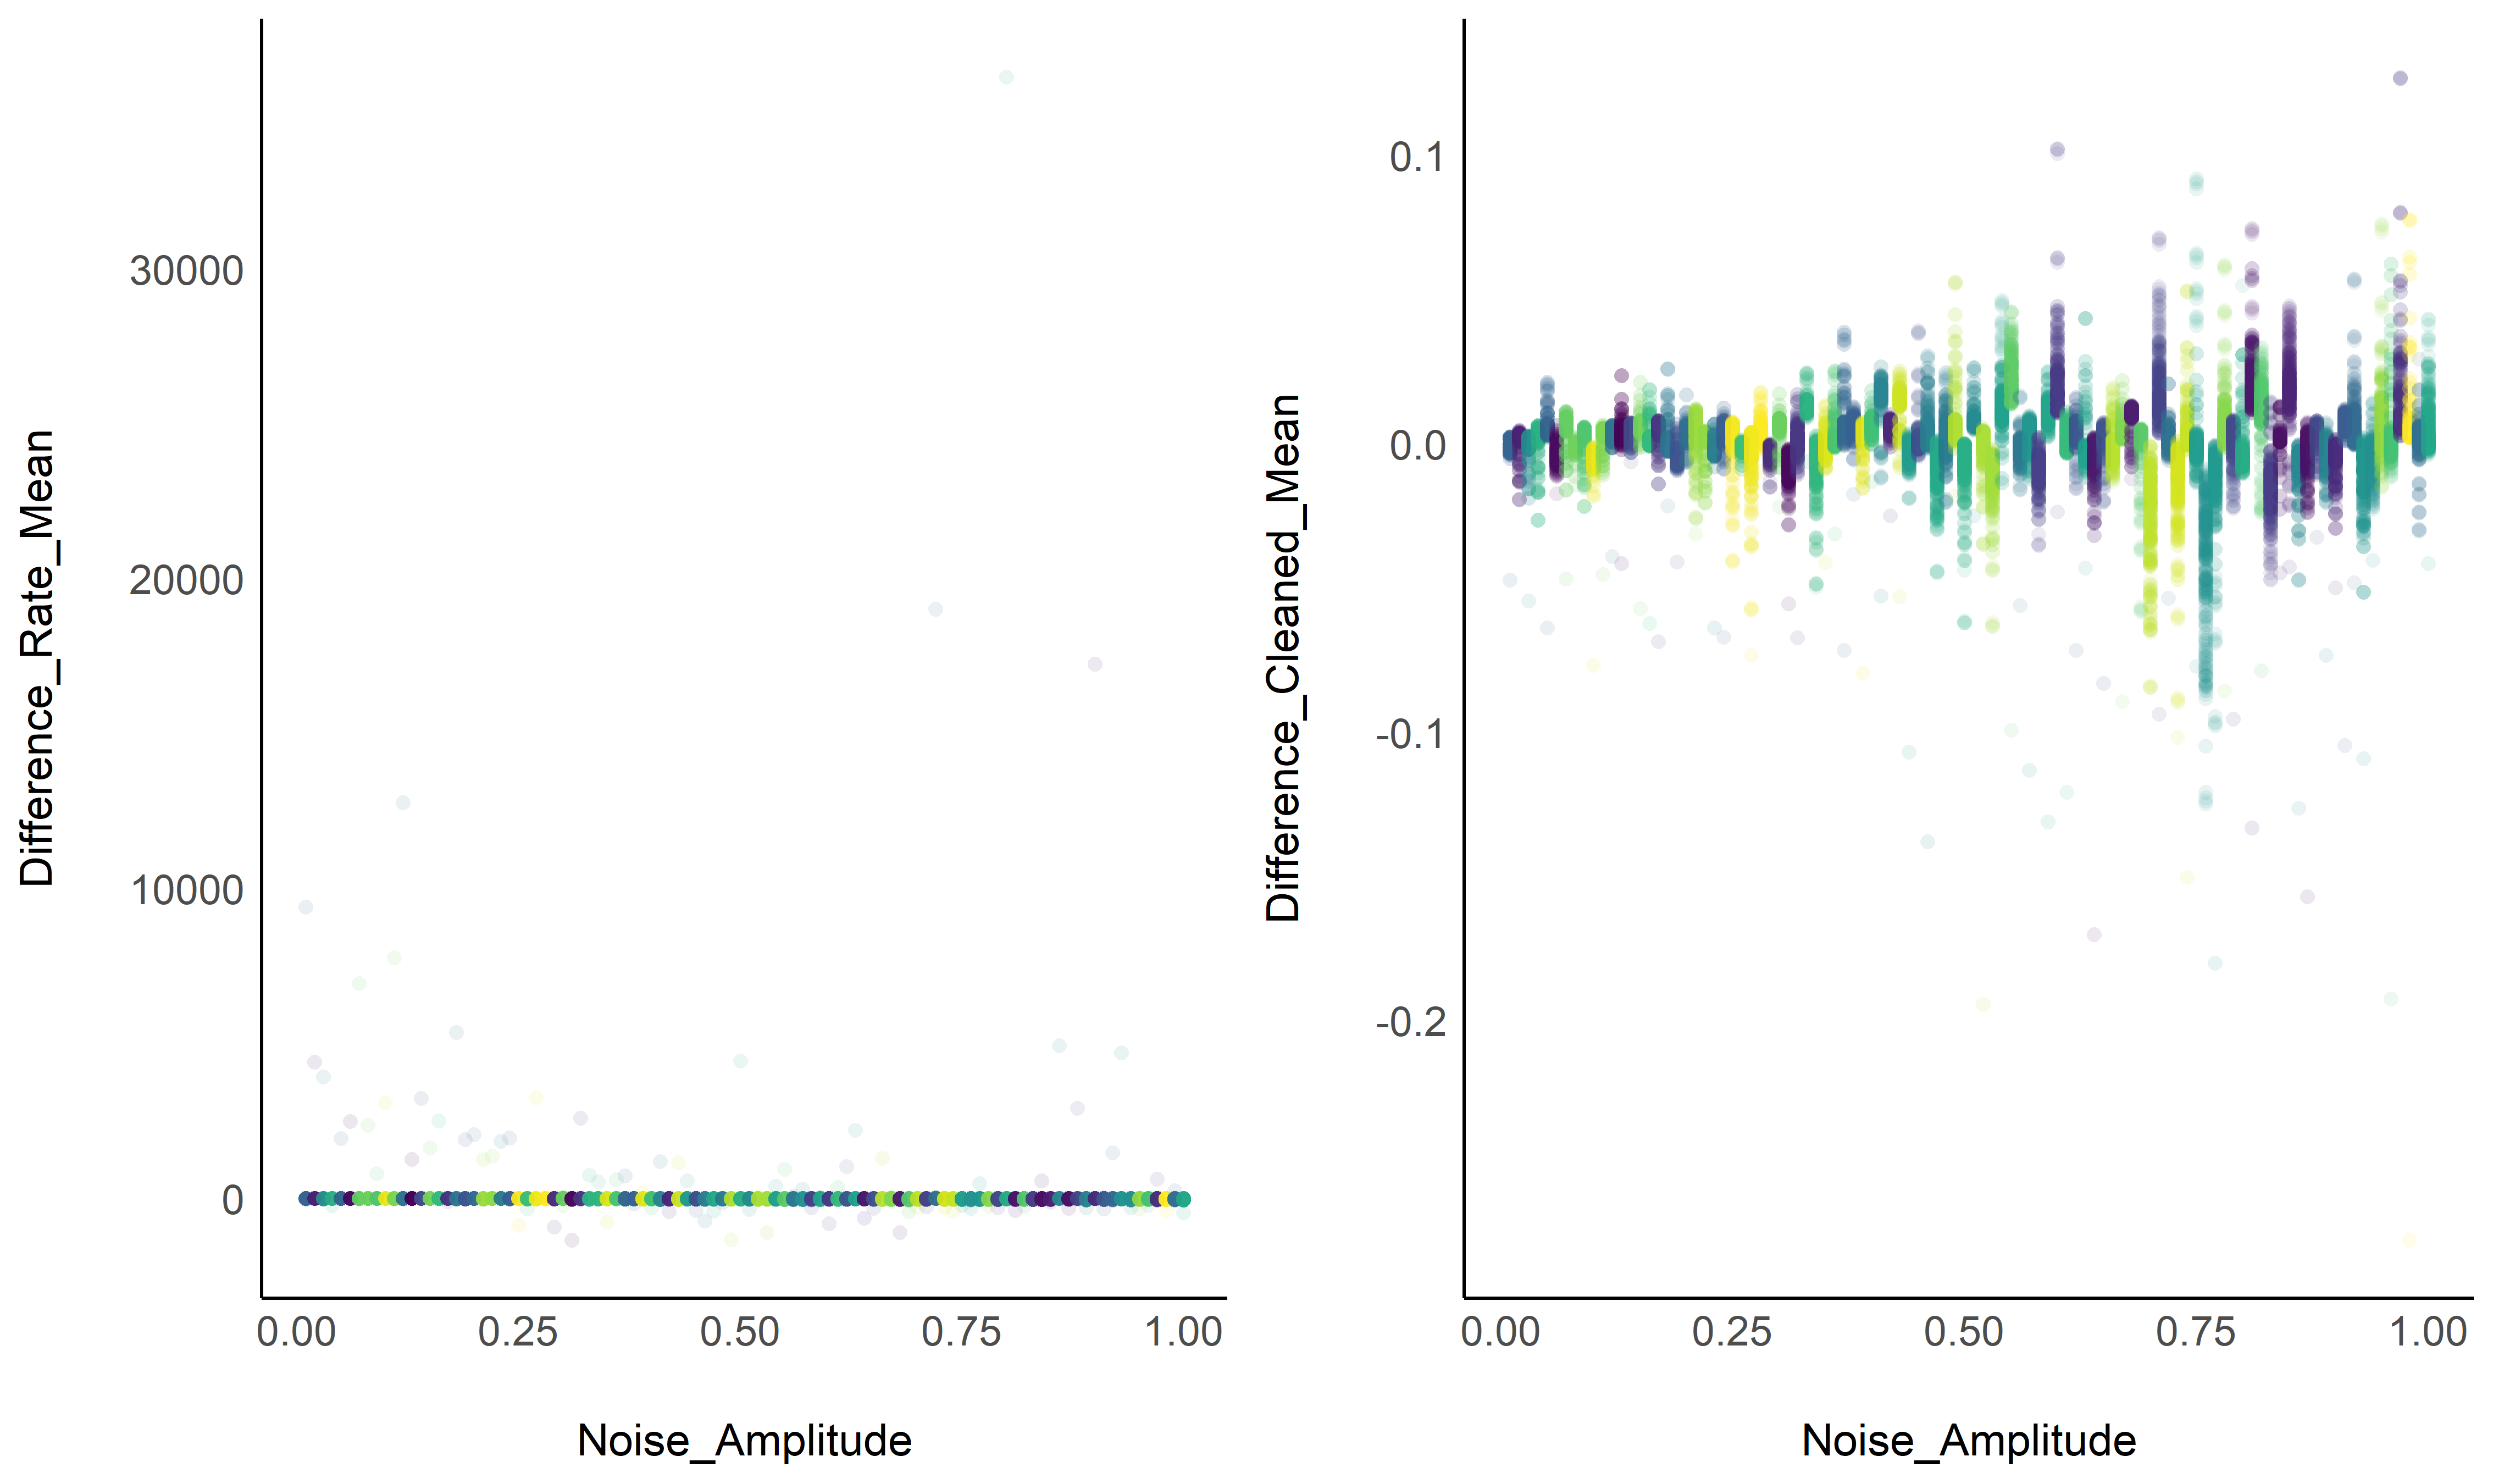 Difference_Rate_Mean
30000
20000
10000
0
0.00 0.25 0.50 0.75 1.00
Noise_Amplitude
Difference_Cleaned_Mean
0.1
0.0
-0.1
-0.2
0.00 0.25 0.50 0.75 1.00
Noise_Amplitude